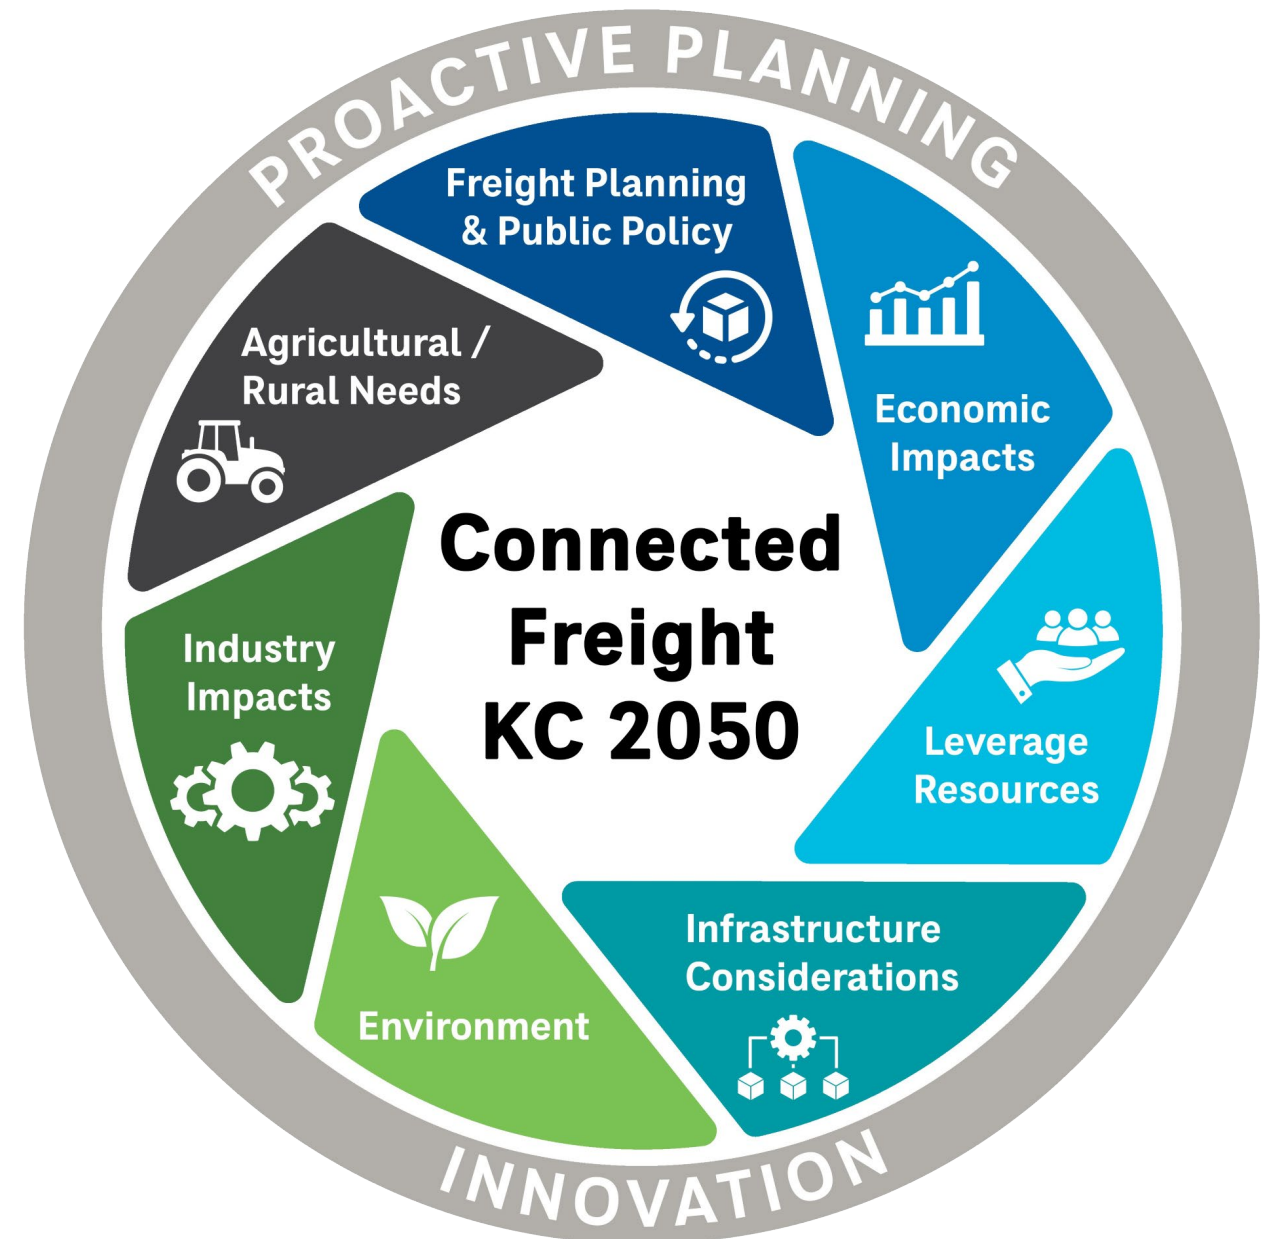 PROACTIVE PLANNING
Freight Planning
& Public Policy
Economic
Impacts
Leverage
Resources
Infrastructure
Considerations
Environment
Industry
Impacts
Agricultural /
Rural Needs
Connected
Freight
KC 2050
INNOVATION